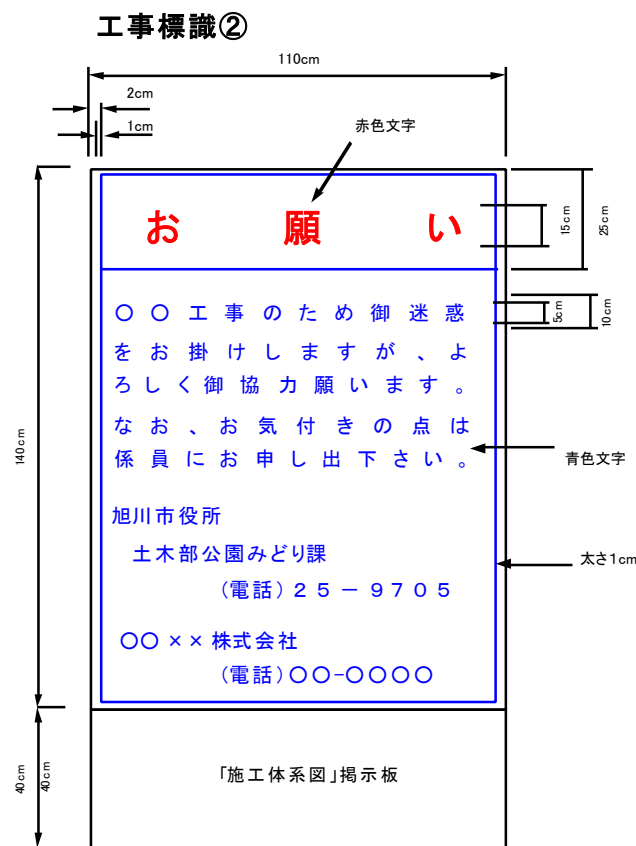 工事標識②
110cm
2cm
1cm
赤色文字
お願い
15cm
25cm
〇〇工事のため御迷惑
をお掛けしますが、よ
ろしく御協力願います。
なお、お気付きの点は
係員にお申し出下さい。
5cm
10cm
140cm
青色文字
旭川市役所
土木部公園みどり課
(電話)２５－９７０５
太さ1cm
〇〇××株式会社
(電話)〇〇-〇〇〇〇
40cm
40cm
「施工体系図」掲示板